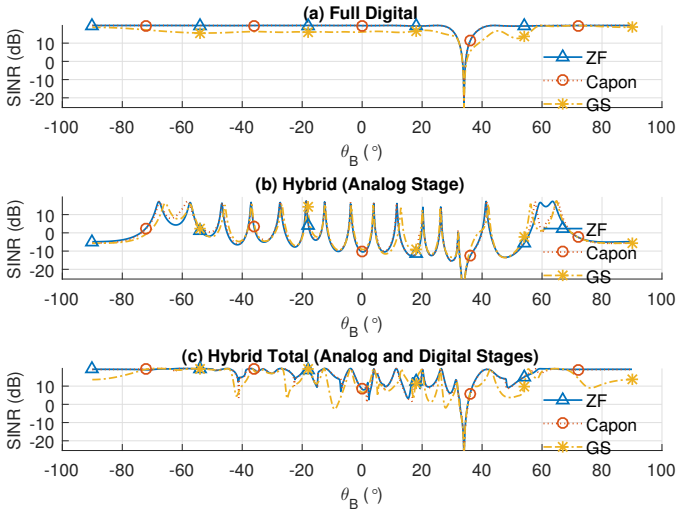 (a) Full Digital
SINR (dB)
10
0
-10
-20
ZF
Capon
GS
-100 -80 -60 -40 -20 0 20 40 60 80 100
θ_B (°)
(b) Hybrid (Analog Stage)
SINR (dB)
10
0
-10
-20
ZF
Capon
GS
-100 -80 -60 -40 -20 0 20 40 60 80 100
θ_B (°)
(c) Hybrid Total (Analog and Digital Stages)
SINR (dB)
10
0
-10
-20
ZF
Capon
GS
-100 -80 -60 -40 -20 0 20 40 60 80 100
θ_B (°)